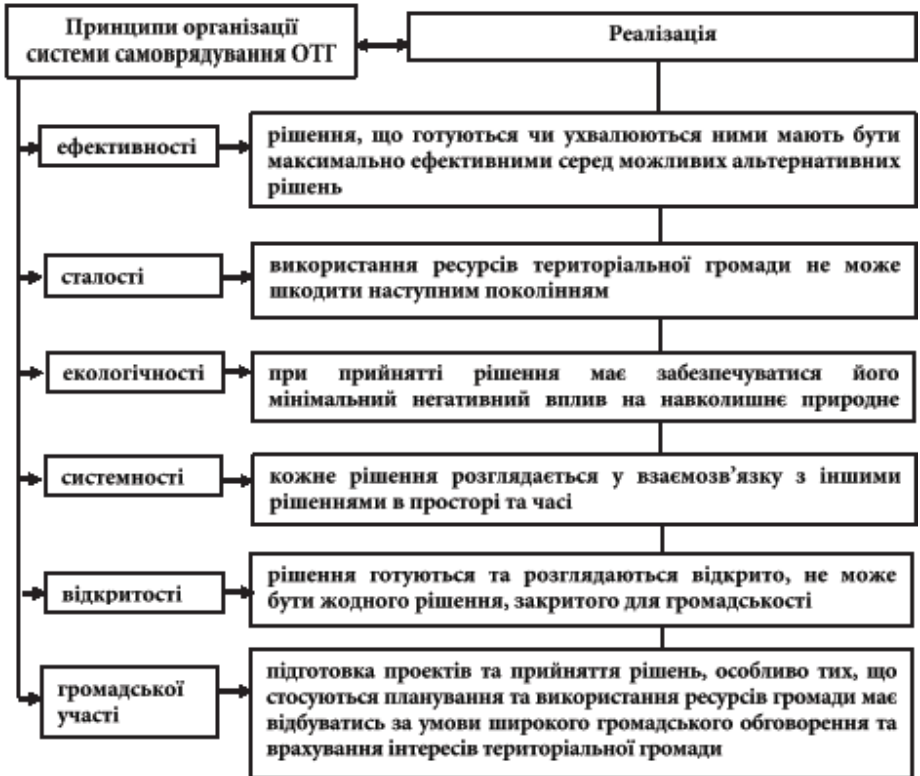 Принципи організації
системи самоврядування ОТГ
Реалізація
ефективності
рішення, що готуються чи ухвалюються ними мають бути
максимально ефективними серед можливих альтернативних
рішень
сталості
використання ресурсів територіальної громади не може
шкодити наступним поколінням
екологічності
при прийнятті рішення має забезпечуватися його
мінімальний негативний вплив на навколишнє природне
системності
кожне рішення розглядається у взаємозв’язку з іншими
рішеннями в просторі та часі
відкритості
рішення готуються та розглядаються відкрито, не може
бути жодного рішення, закритого для громадськості
громадської
участі
підготовка проектів та прийняття рішень, особливо тих, що
стосуються планування та використання ресурсів громади має
відбуватись за умови широкого громадського обговорення та
врахування інтересів територіальної громади